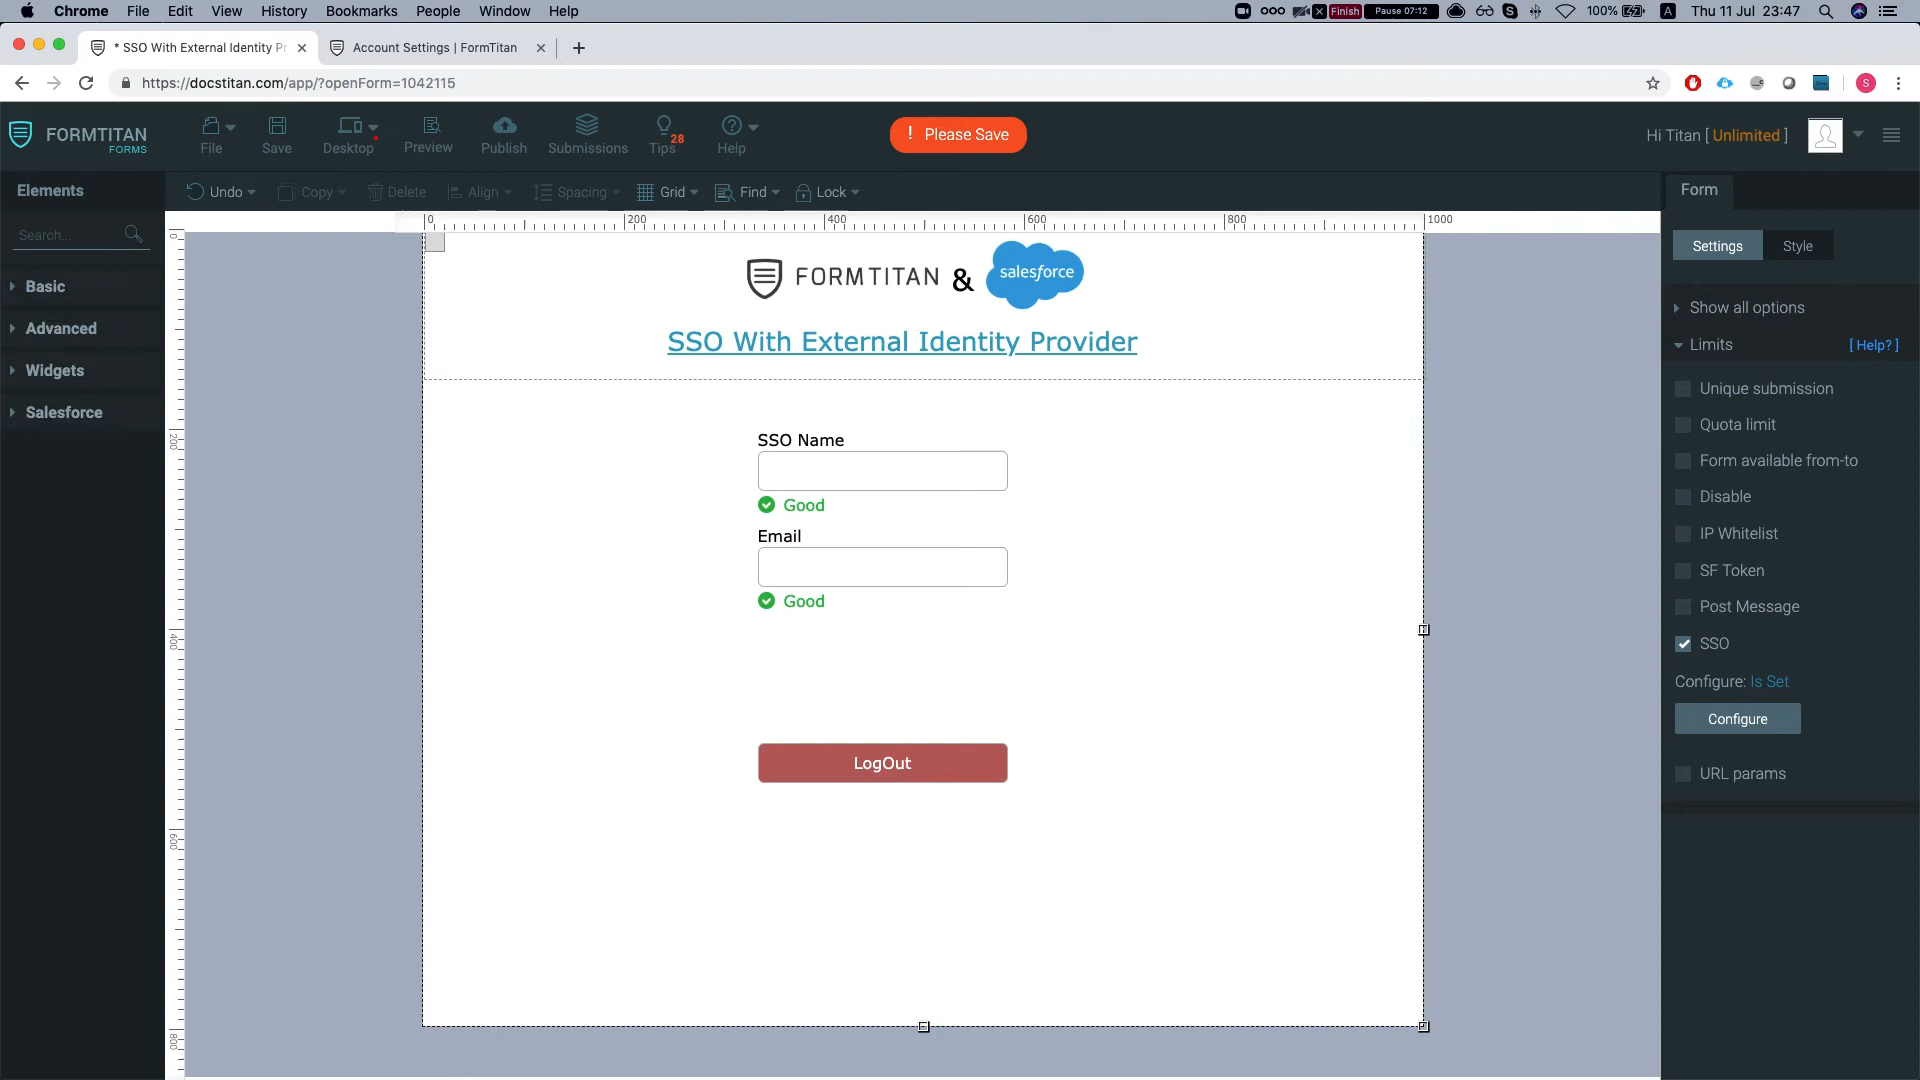 Chrome File Edit View History Bookmarks People Window Help
Finish Pause 07:12 100% A Thu 11 Jul 23:47
* SSO With External Identity Pr
Account Settings | FormTitan
https://docstitan.com/app/?openForm=1042115
S
FORMTITAN
FORMS
File Save Desktop Preview Publish Submissions Tips 28 Help
! Please Save
Hi Titan [ Unlimited ]
Elements
Undo Copy Delete Align Spacing Grid Find Lock
Form
0 200 400 600 800 1000
Search...
Settings Style
Basic
Advanced
Widgets
Salesforce
0
200
400
600
800
FORMTITAN & salesforce
SSO With External Identity Provider
SSO Name
Good
Email
Good
LogOut
Show all options
Limits [ Help? ]
Unique submission
Quota limit
Form available from-to
Disable
IP Whitelist
SF Token
Post Message
SSO
Configure: Is Set
Configure
URL params